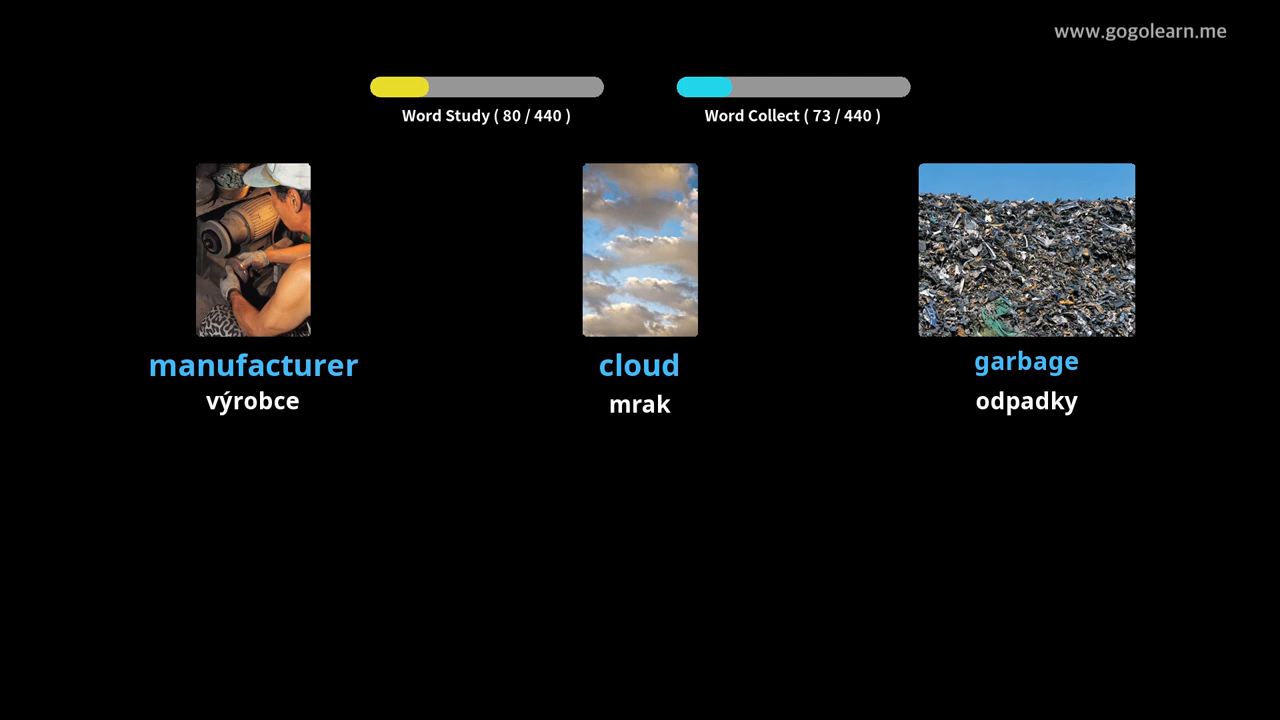 www.gogolearn.me
Word Study ( 80 / 440 )
Word Collect ( 73 / 440 )
manufacturer
výrobce
cloud
mrak
garbage
odpadky